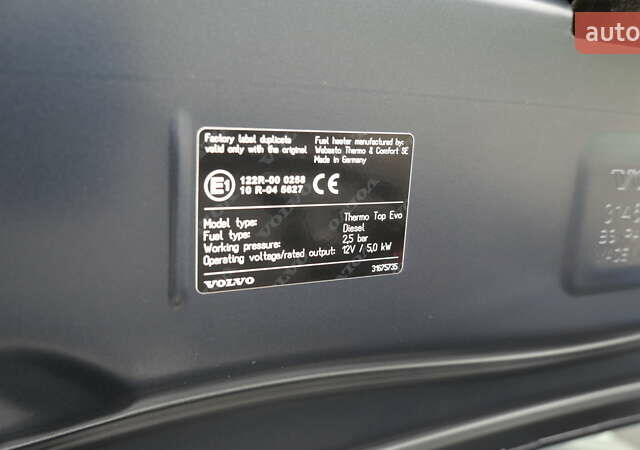 auto
Factory label duplicate
valid only with the original
Fuel heater manufactured by:
Webasto Thermo & Comfort SE
Made in Germany
E1
122R-00 0268
10 R-04 5627
CE
Model type: Thermo Top Evo
Fuel type: Diesel
Working pressure: 2,5 bar
Operating voltage/rated output: 12V / 5,0 kW
31675735
VOLVO